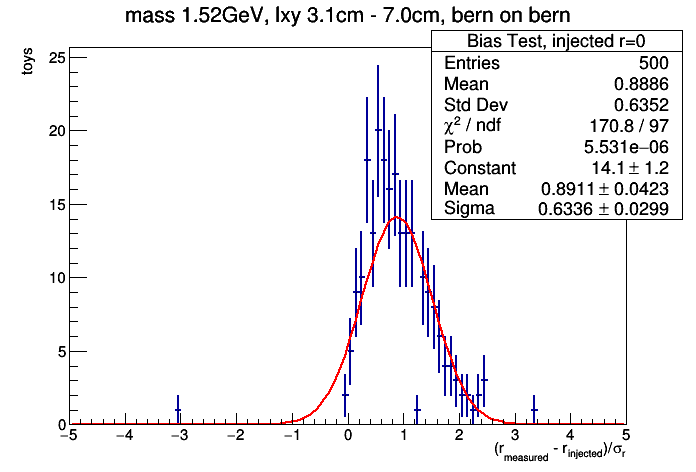 mass 1.52GeV, lxy 3.1cm - 7.0cm, bern on bern
Bias Test, injected r=0
Entries 500
Mean 0.8886
Std Dev 0.6352
χ² / ndf 170.8 / 97
Prob 5.531e−06
Constant 14.1 ± 1.2
Mean 0.8911 ± 0.0423
Sigma 0.6336 ± 0.0299
toys
25
20
15
10
5
0
−5 −4 −3 −2 −1 0 1 2 3 4 5
(r_measured - r_injected)/σ_r